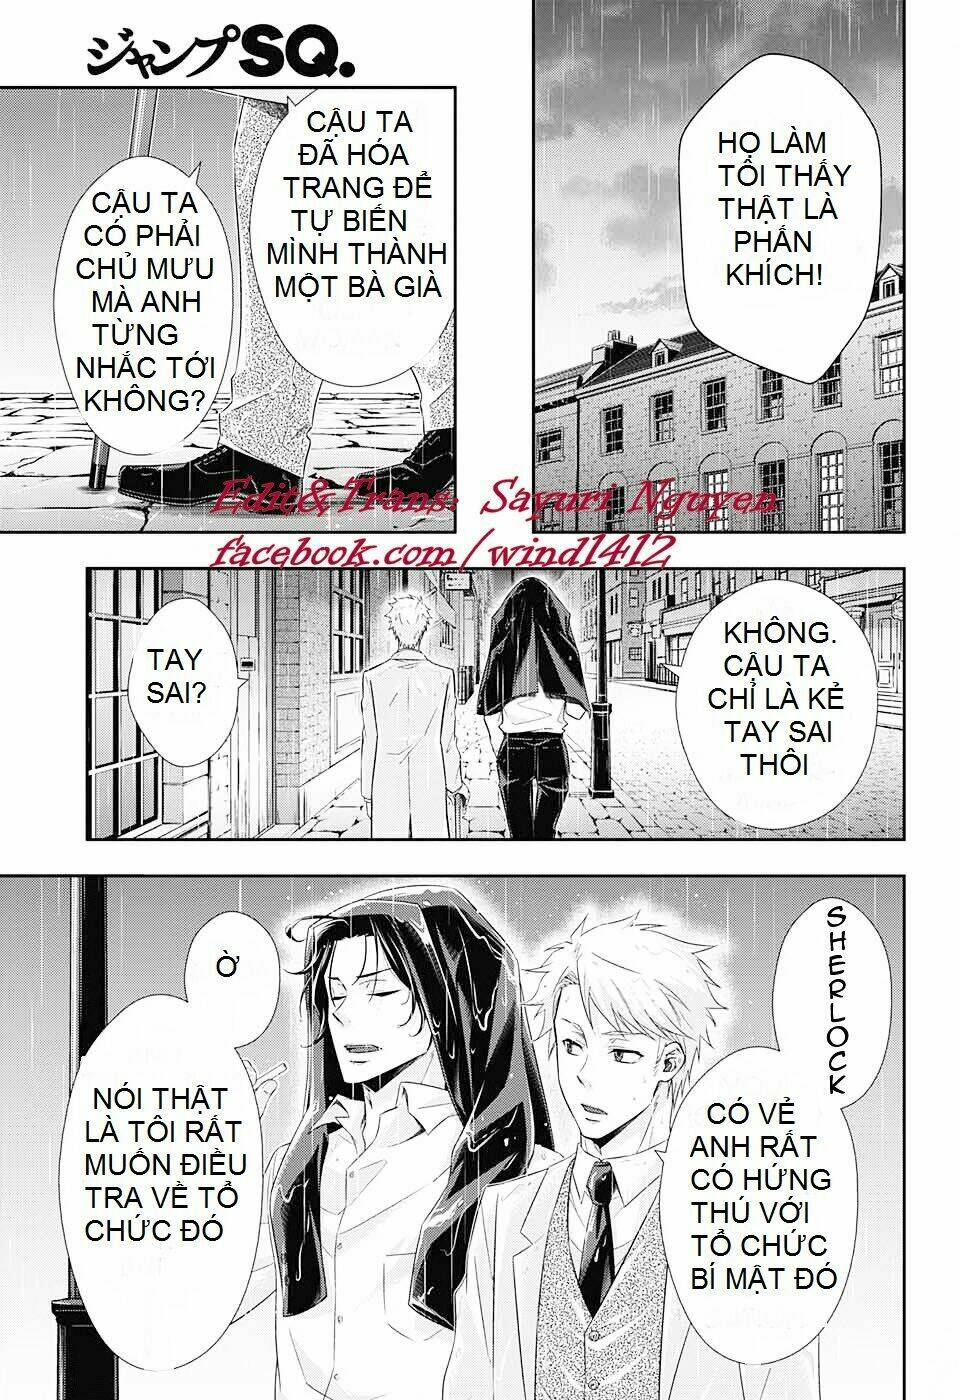 ジャンプSQ.
HỌ LÀM
TÔI THẤY
THẬT LÀ
PHẤN
KHÍCH!
CẬU TA
ĐÃ HÓA
TRANG ĐỂ
TỰ BIẾN
MÌNH THÀNH
MỘT BÀ GIÀ
CẬU TA
CÓ PHẢI
CHỦ MƯU
MÀ ANH
TỪNG
NHẮC TỚI
KHÔNG?
Edit&Trans: Sayuri Nguyen
facebook.com/wind1412
KHÔNG.
CẬU TA
CHỈ LÀ KẺ
TAY SAI
THÔI
TAY
SAI?
SHERLOCK
CÓ VẺ
ANH RẤT
CÓ HỨNG
THÚ VỚI
TỔ CHỨC
BÍ MẬT ĐÓ
Ờ
NÓI THẬT
LÀ TÔI RẤT
MUỐN ĐIỀU
TRA VỀ TỔ
CHỨC ĐÓ